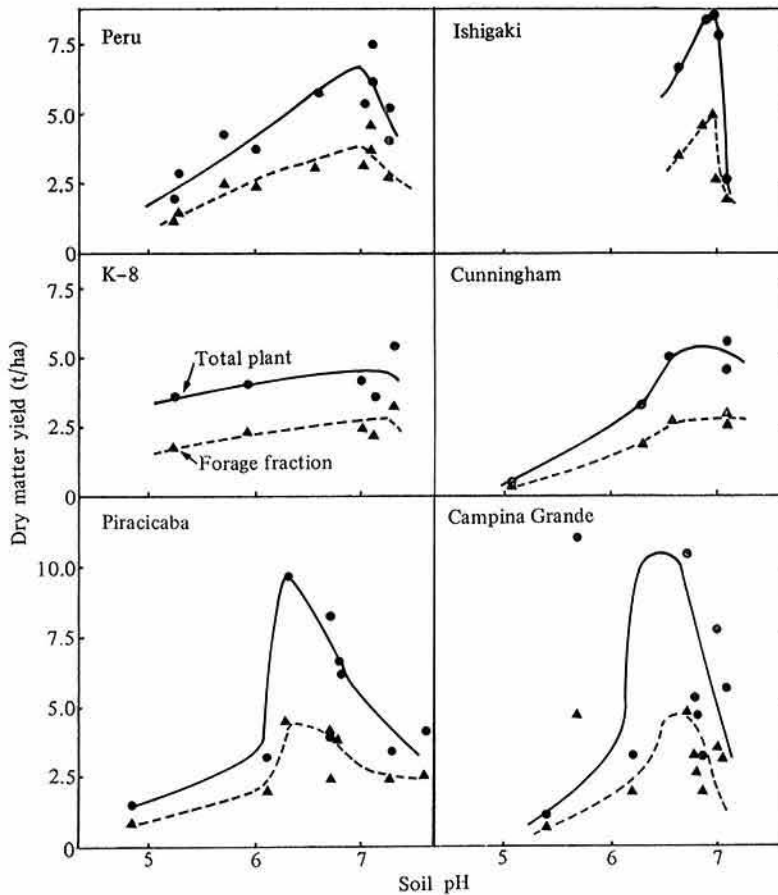 Peru
Ishigaki
7.5
5.0
2.5
0
K-8
Cunningham
7.5
Total plant
5.0
2.5
Forage fraction
0
Dry matter yield (t/ha)
Piracicaba
Campina Grande
10.0
7.5
5.0
2.5
0
5 6 7 5 6 7
Soil pH